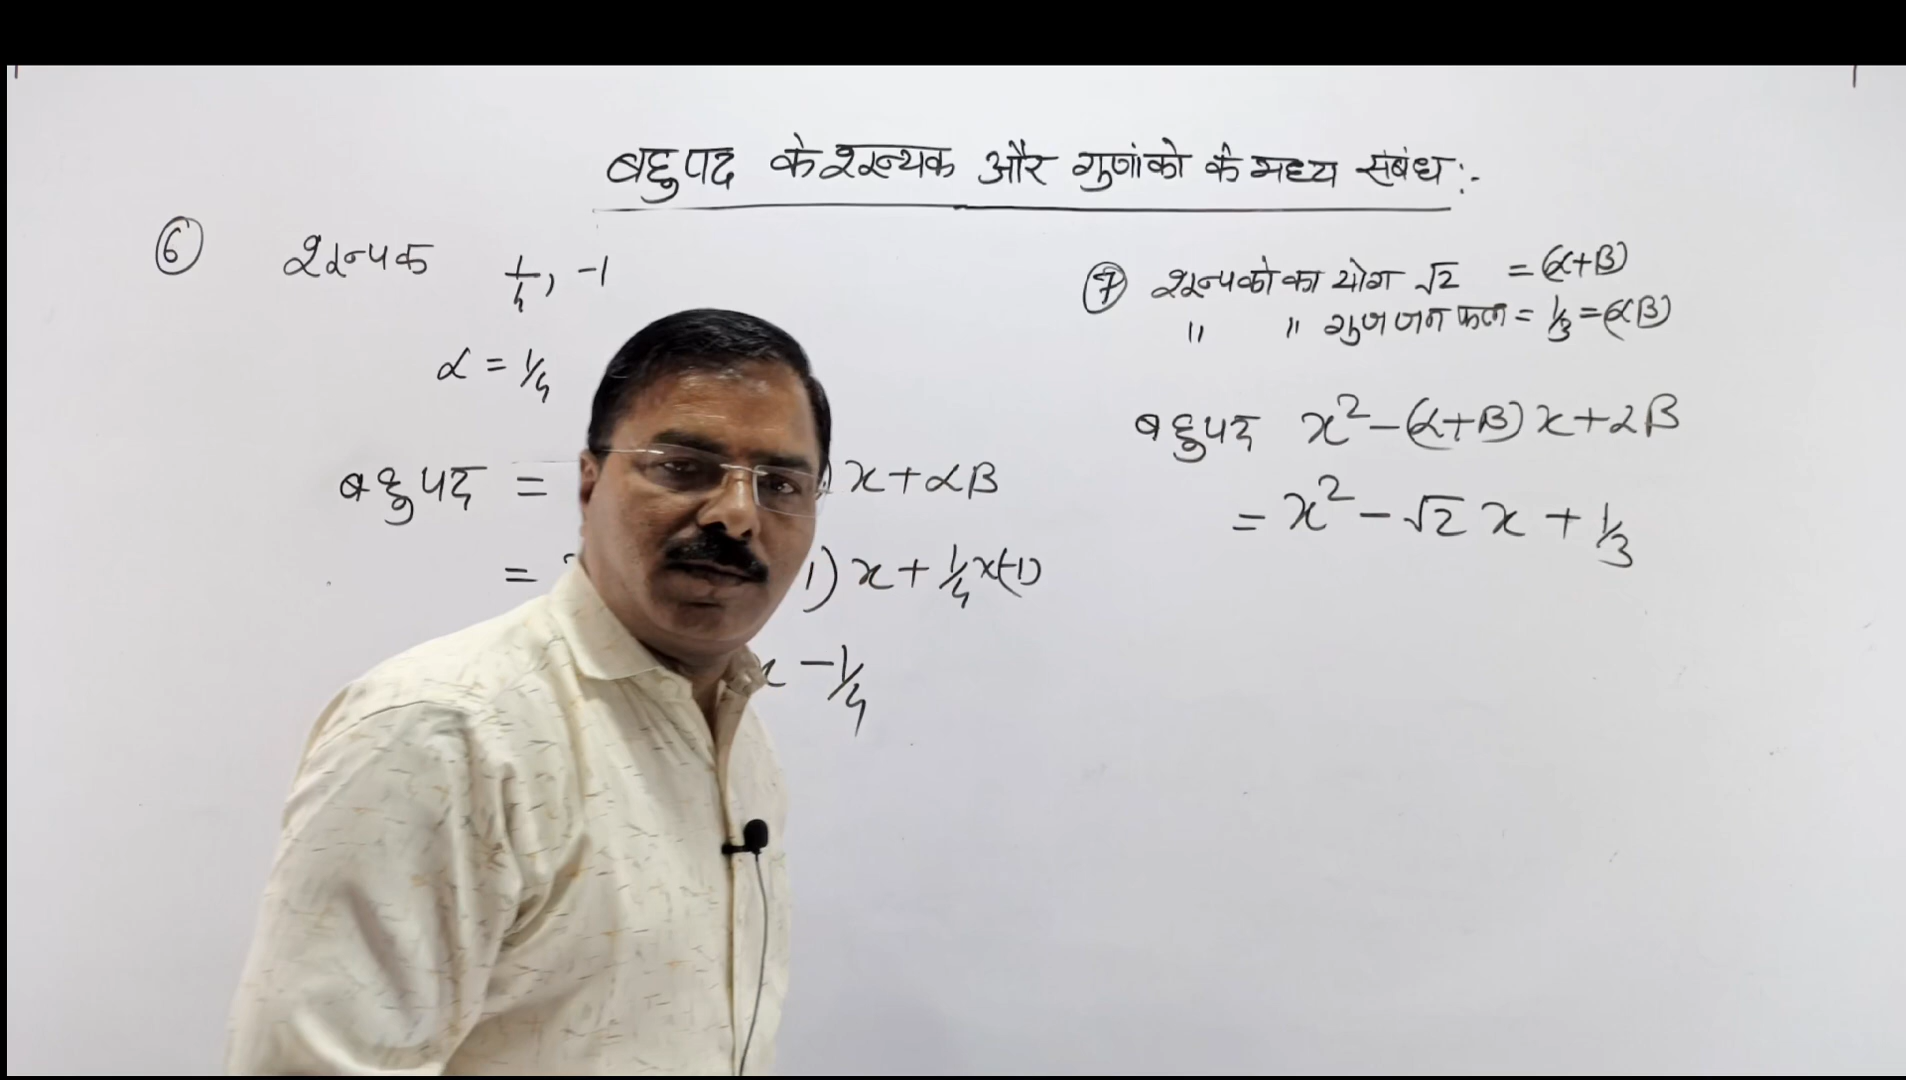 बहुपद के शून्यक और गुणांको के मध्य संबंध :-
⑥ शून्यक 1/4, -1
α = 1/4
बहुपद = ) x + αβ
= 1) x + 1/4 x(-1)
x - 1/4
⑦ शून्यको का योग √2 = (α+β)
" " गुणनफल = 1/3 = (αβ)
बहुपद x² - (α+β) x + αβ
= x² - √2 x + 1/3